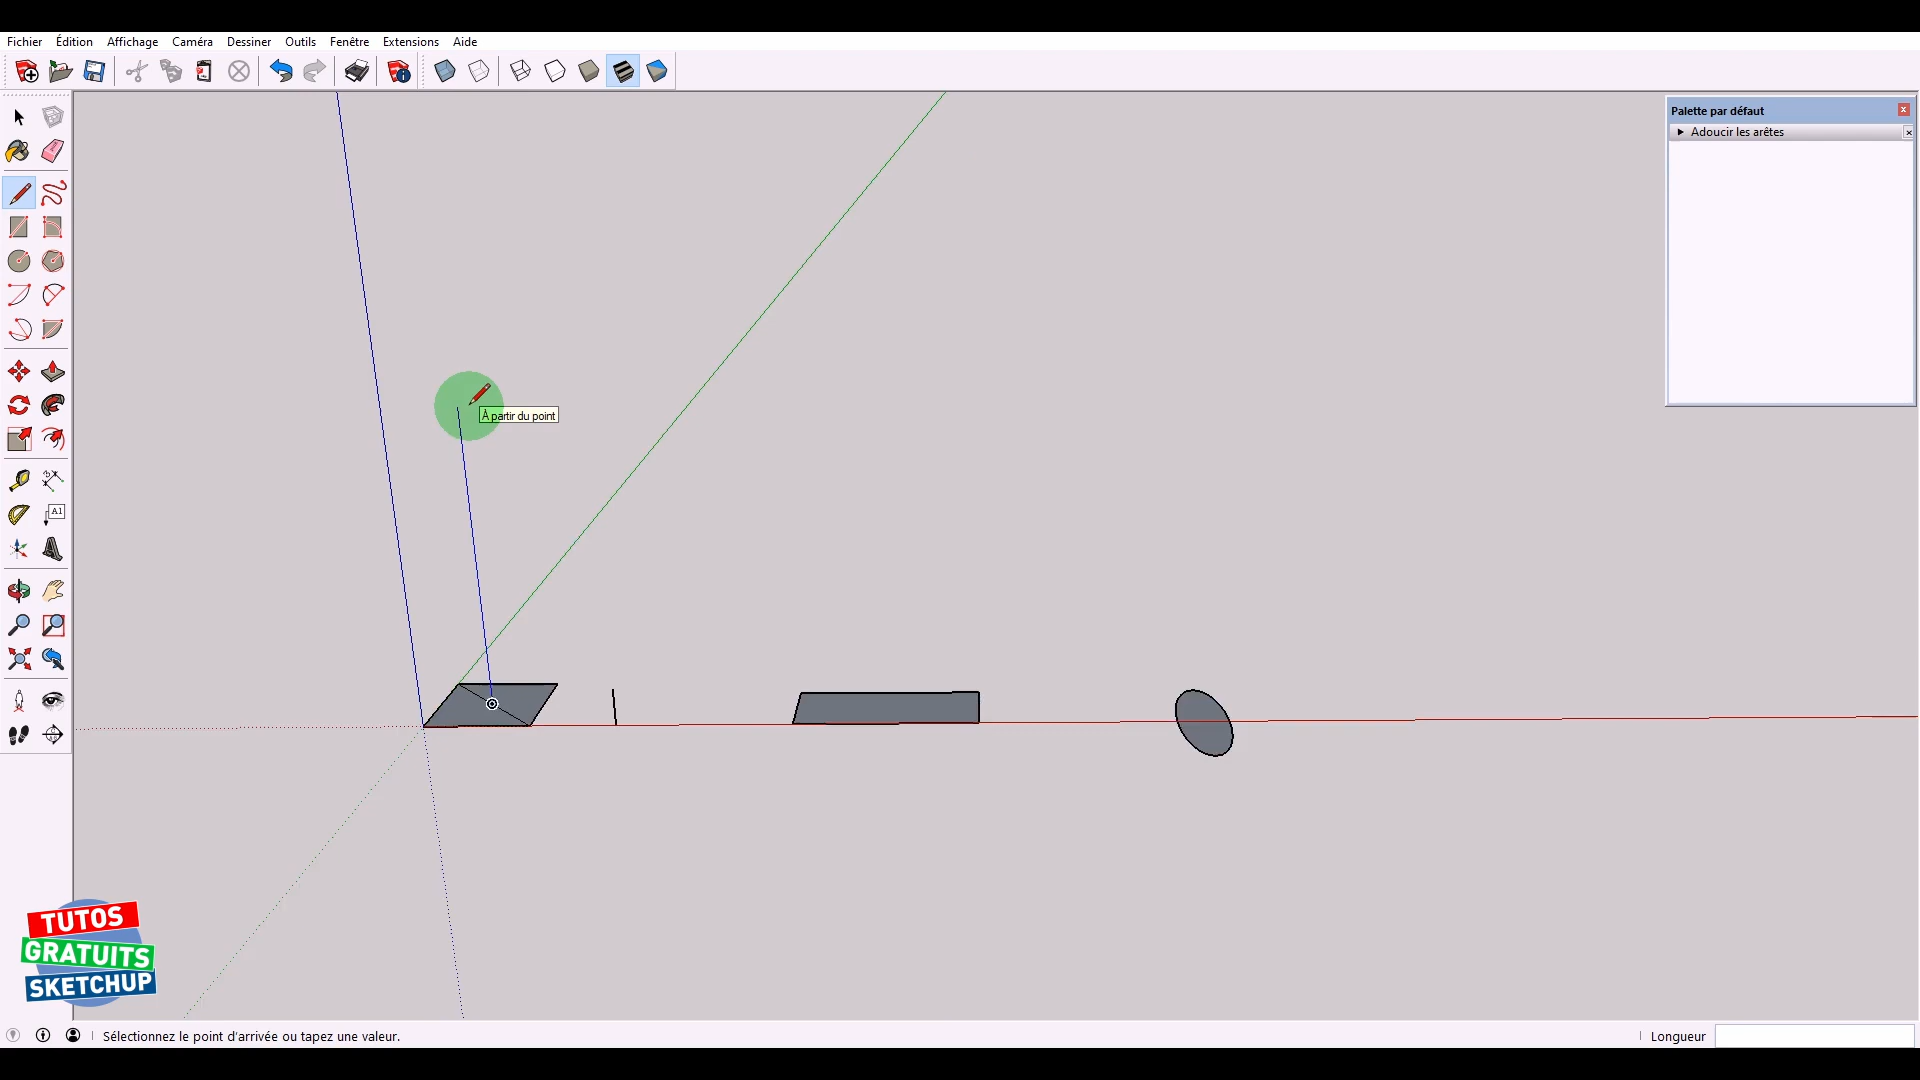 Fichier Édition Affichage Caméra Dessiner Outils Fenêtre Extensions Aide
Palette par défaut
Adoucir les arêtes
À partir du point
A1
TUTOS
GRATUITS
SKETCHUP
Sélectionnez le point d'arrivée ou tapez une valeur.
Longueur